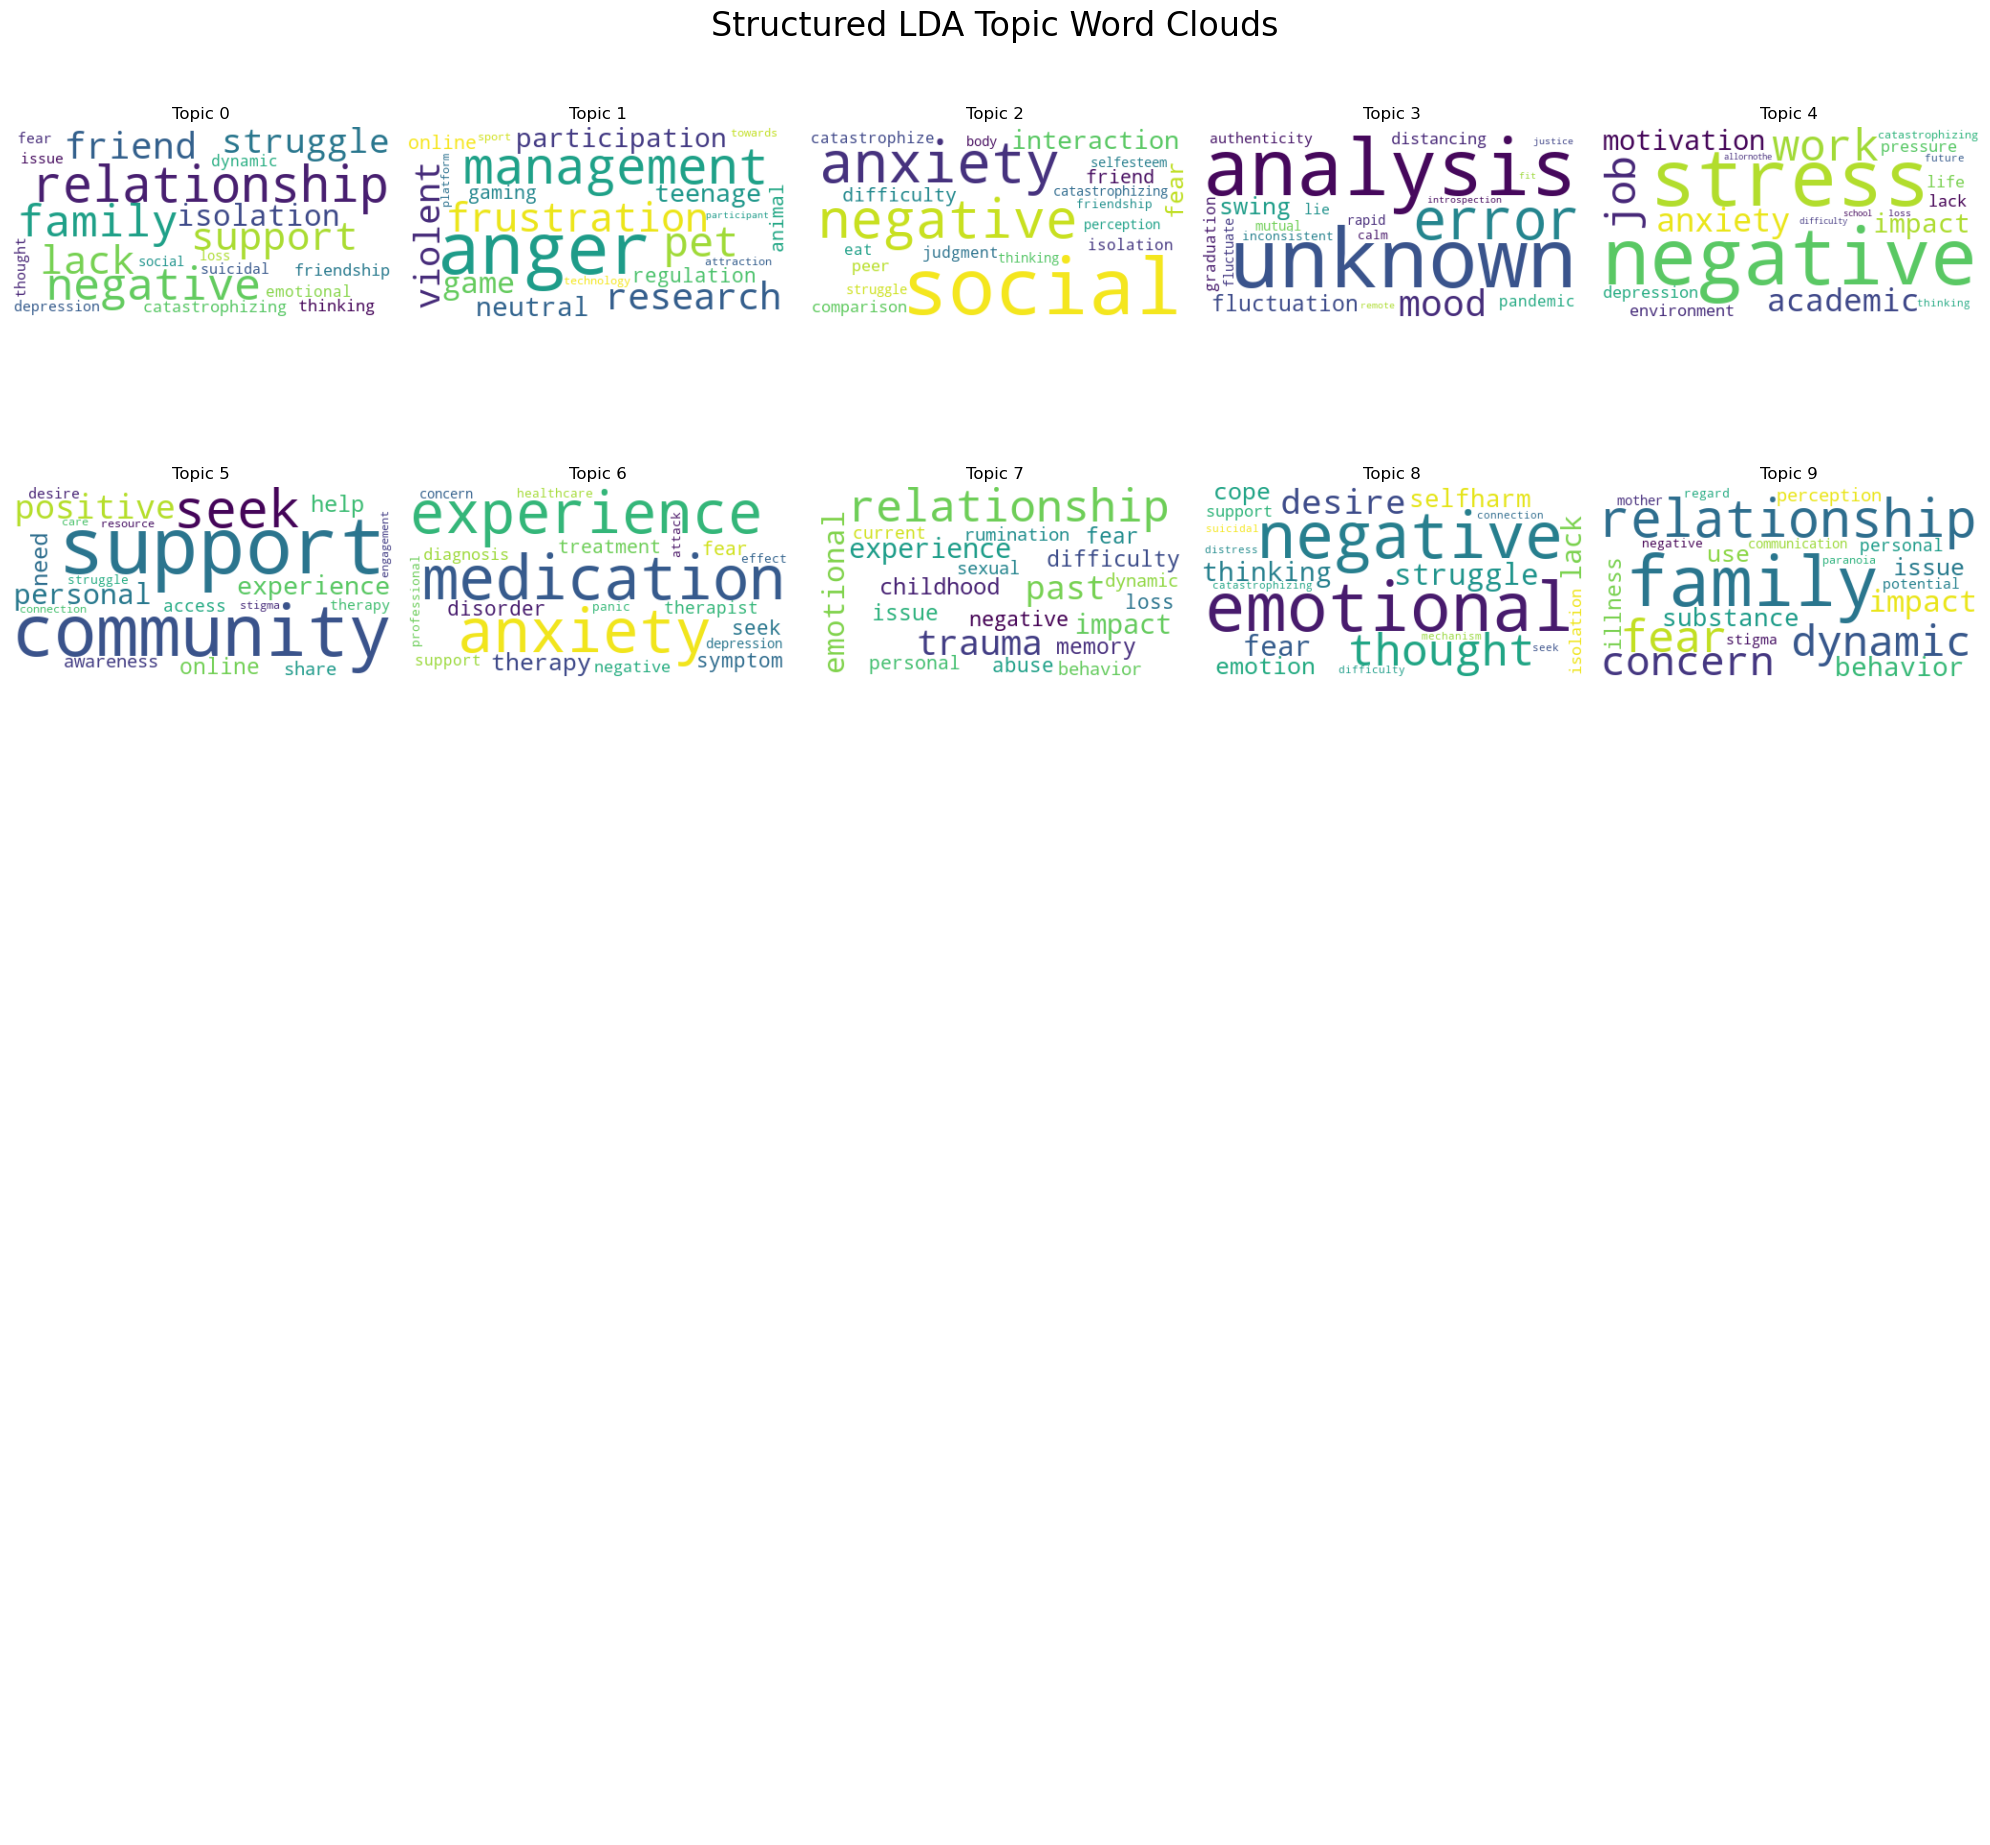 Structured LDA Topic Word Clouds
Topic 0
fear friend struggle
issue dynamic
relationship
family isolation
support
thought lack social loss suicidal friendship
negative emotional
depression catastrophizing thinking
Topic 1
online sport participation towards
violent platform management
gaming teenage animal
frustration participant
anger pet attraction
game technology regulation
neutral research
Topic 2
catastrophize body interaction
anxiety selfesteem friend fear
difficulty catastrophizing
negative friendship
perception
eat judgment thinking isolation
peer
struggle social
comparison
Topic 3
authenticity distancing justice
analysis fit
graduation swing lie introspection error
fluctuate mutual rapid
inconsistent calm
unknown
fluctuation remote mood pandemic
Topic 4
motivation work catastrophizing
allornothe pressure
future
job stress life
lack
anxiety difficulty school loss impact
negative
depression academic thinking
environment
Topic 5
desire positive seek help
care resource
need support engagement
struggle experience
personal access stigma therapy
connection
community
awareness online share
Topic 6
concern healthcare
experience attack
diagnosis treatment fear effect
professional medication
disorder panic therapist
anxiety seek
depression
support therapy negative symptom
Topic 7
relationship
emotional current rumination fear
experience difficulty
sexual
childhood past dynamic
loss
issue negative impact
trauma memory
personal abuse behavior
Topic 8
cope desire selfharm
support connection
suicidal negative lack
distress
thinking struggle
catastrophizing
emotional isolation
fear mechanism
thought seek
emotion difficulty
Topic 9
mother regard perception
relationship
negative communication personal
use paranoia issue
illness family potential
substance impact
fear stigma dynamic
concern behavior